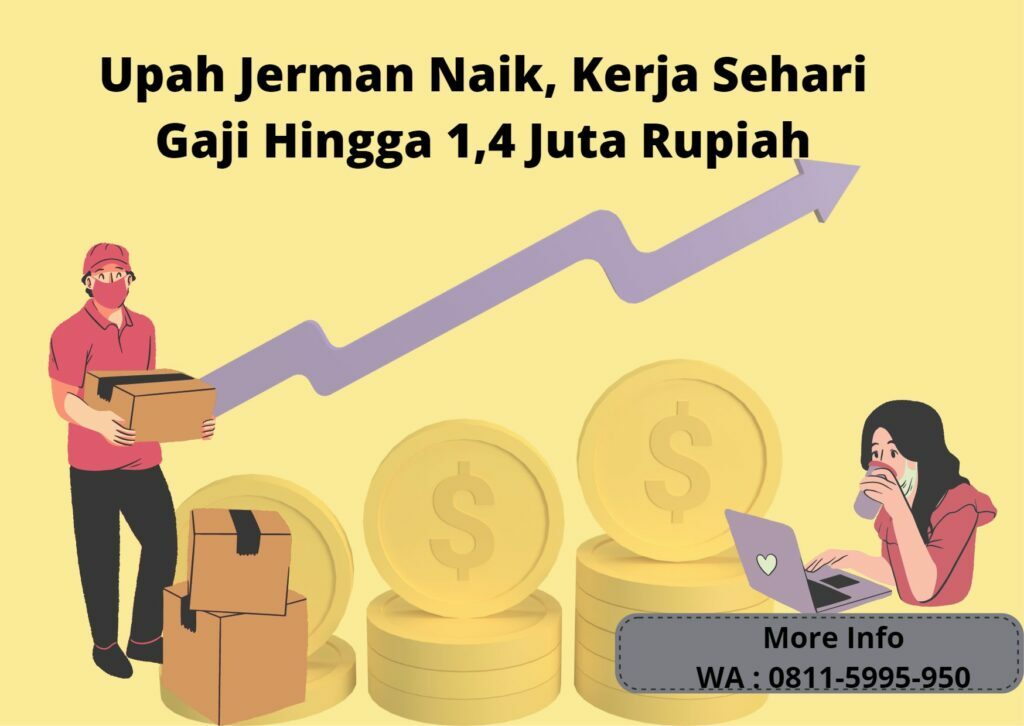 Upah Jerman Naik, Kerja Sehari
Gaji Hingga 1,4 Juta Rupiah
More Info
WA : 0811-5995-950